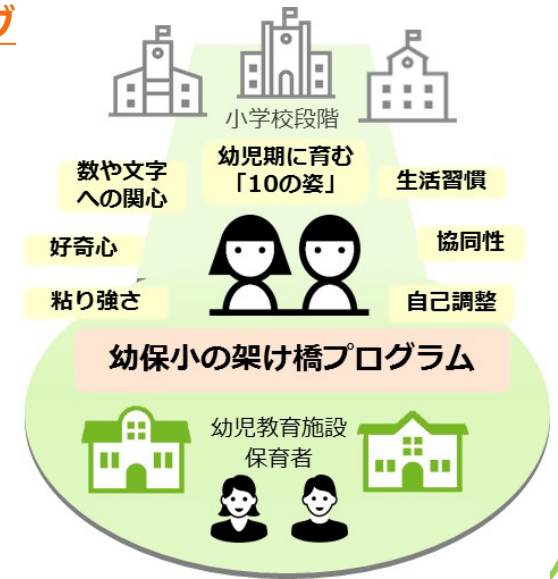 ブ
小学校段階
幼児期に育む
「10の姿」
数や文字
への関心
生活習慣
好奇心
協同性
粘り強さ
自己調整
幼保小の架け橋プログラム
幼児教育施設
保育者